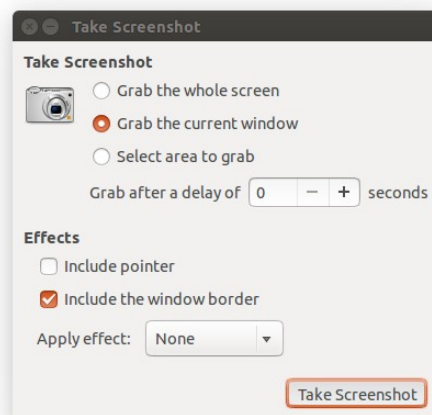 Take Screenshot
Take Screenshot
Grab the whole screen
Grab the current window
Select area to grab
Grab after a delay of 0 − + seconds
Effects
Include pointer
Include the window border
Apply effect: None
Take Screenshot